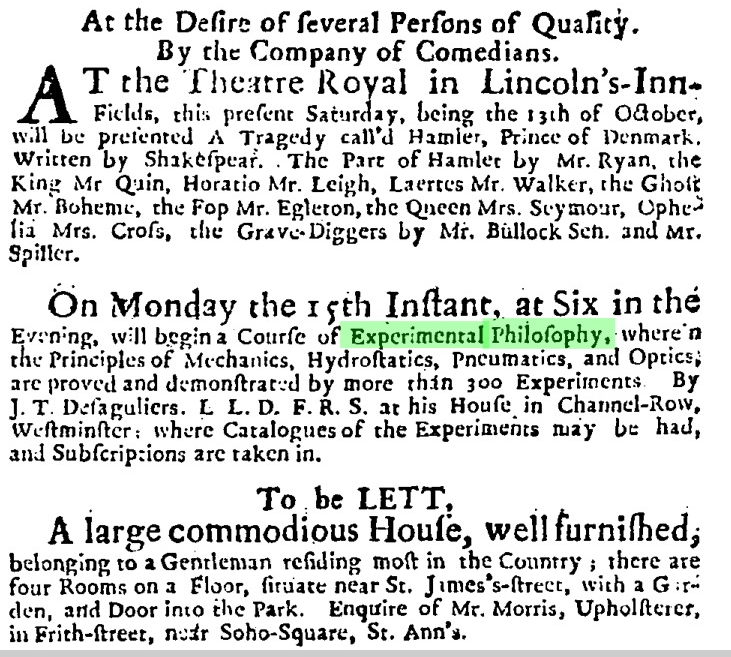 At the Deſire of ſeveral Perſons of Quality.
By the Company of Comedians.
AT the Theatre Royal in Lincoln's-Inn-
Fields, this preſent Saturday, being the 13th of October,
will be preſented A Tragedy call'd Hamlet, Prince of Denmark.
Written by Shakeſpear. The Part of Hamlet by Mr. Ryan, the
King Mr Quin, Horatio Mr. Leigh, Laertes Mr. Walker, the Ghoſt
Mr. Boheme, the Fop Mr. Egleton, the Queen Mrs. Seymour, Ophe-
lia Mrs. Croſs, the Grave-Diggers by Mr. Bullock Sen. and Mr.
Spiller.
On Monday the 15th Inſtant, at Six in the
Evening, will begin a Courſe of Experimental Philoſophy, wherein
the Principles of Mechanics, Hydroſtatics, Pneumatics, and Optics,
are proved and demonſtrated by more than 300 Experiments. By
J. T. Deſaguliers. L L. D. F. R. S. at his Houſe in Channel-Row,
Weſtminſter; where Catalogues of the Experiments may be had,
and Subſcriptions are taken in.
To be LETT,
A large commodious Houſe, well furniſhed,
belonging to a Gentleman reſiding moſt in the Country; there are
four Rooms on a Floor, ſituate near St. James's-ſtreet, with a Gar-
den, and Door into the Park. Enquire of Mr. Morris, Upholſterer,
in Frith-ſtreet, near Soho-Square, St. Ann's.